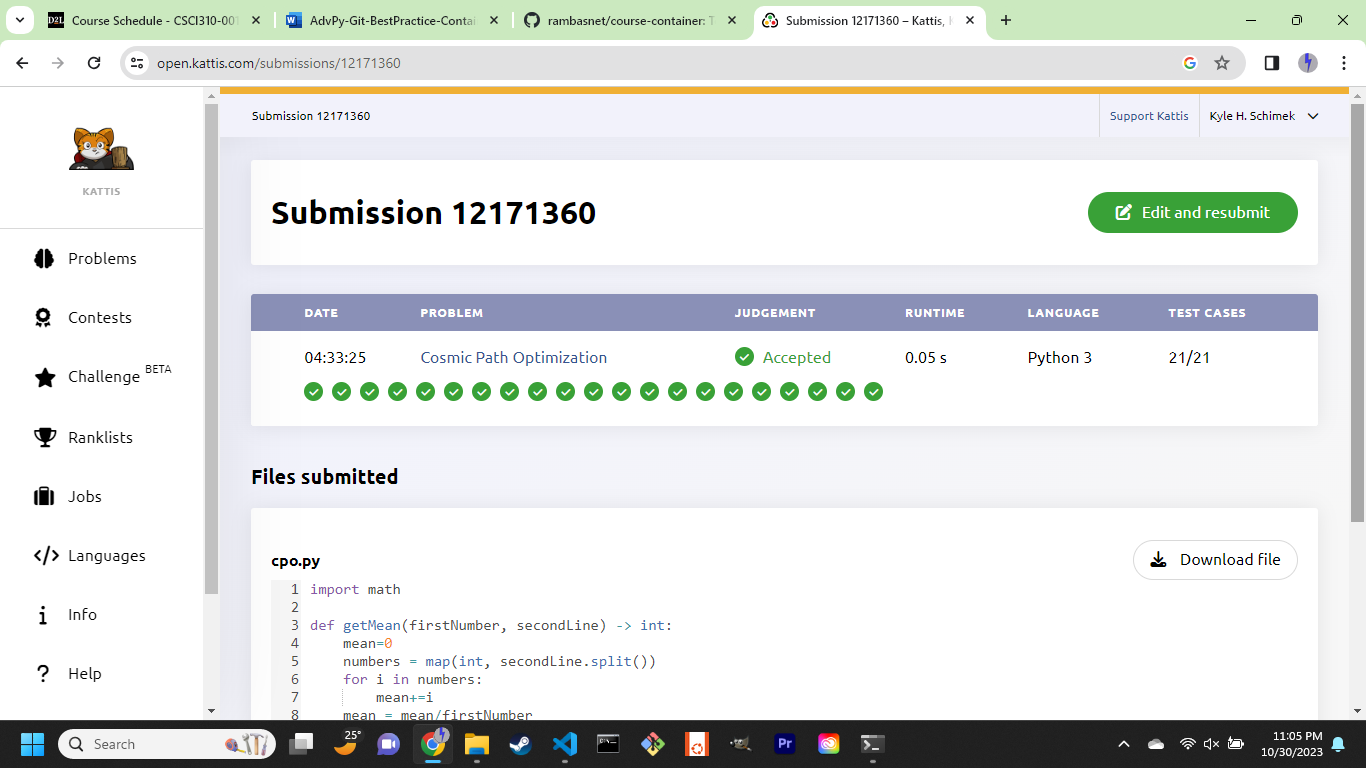 Course Schedule - CSCI310-001
AdvPy-Git-BestPractice-Contai
rambasnet/course-container: T
Submission 12171360 – Kattis, K
open.kattis.com/submissions/12171360
KATTIS
Problems
Contests
Challenge BETA
Ranklists
Jobs
Languages
Info
Help
Submission 12171360
Support Kattis
Kyle H. Schimek
Submission 12171360
Edit and resubmit
DATE PROBLEM JUDGEMENT RUNTIME LANGUAGE TEST CASES
04:33:25 Cosmic Path Optimization Accepted 0.05 s Python 3 21/21
Files submitted
cpo.py
Download file
1 import math
2
3 def getMean(firstNumber, secondLine) -> int:
4     mean=0
5     numbers = map(int, secondLine.split())
6     for i in numbers:
7         mean+=i
8     mean = mean/firstNumber
Search
25°
Pr
11:05 PM
10/30/2023